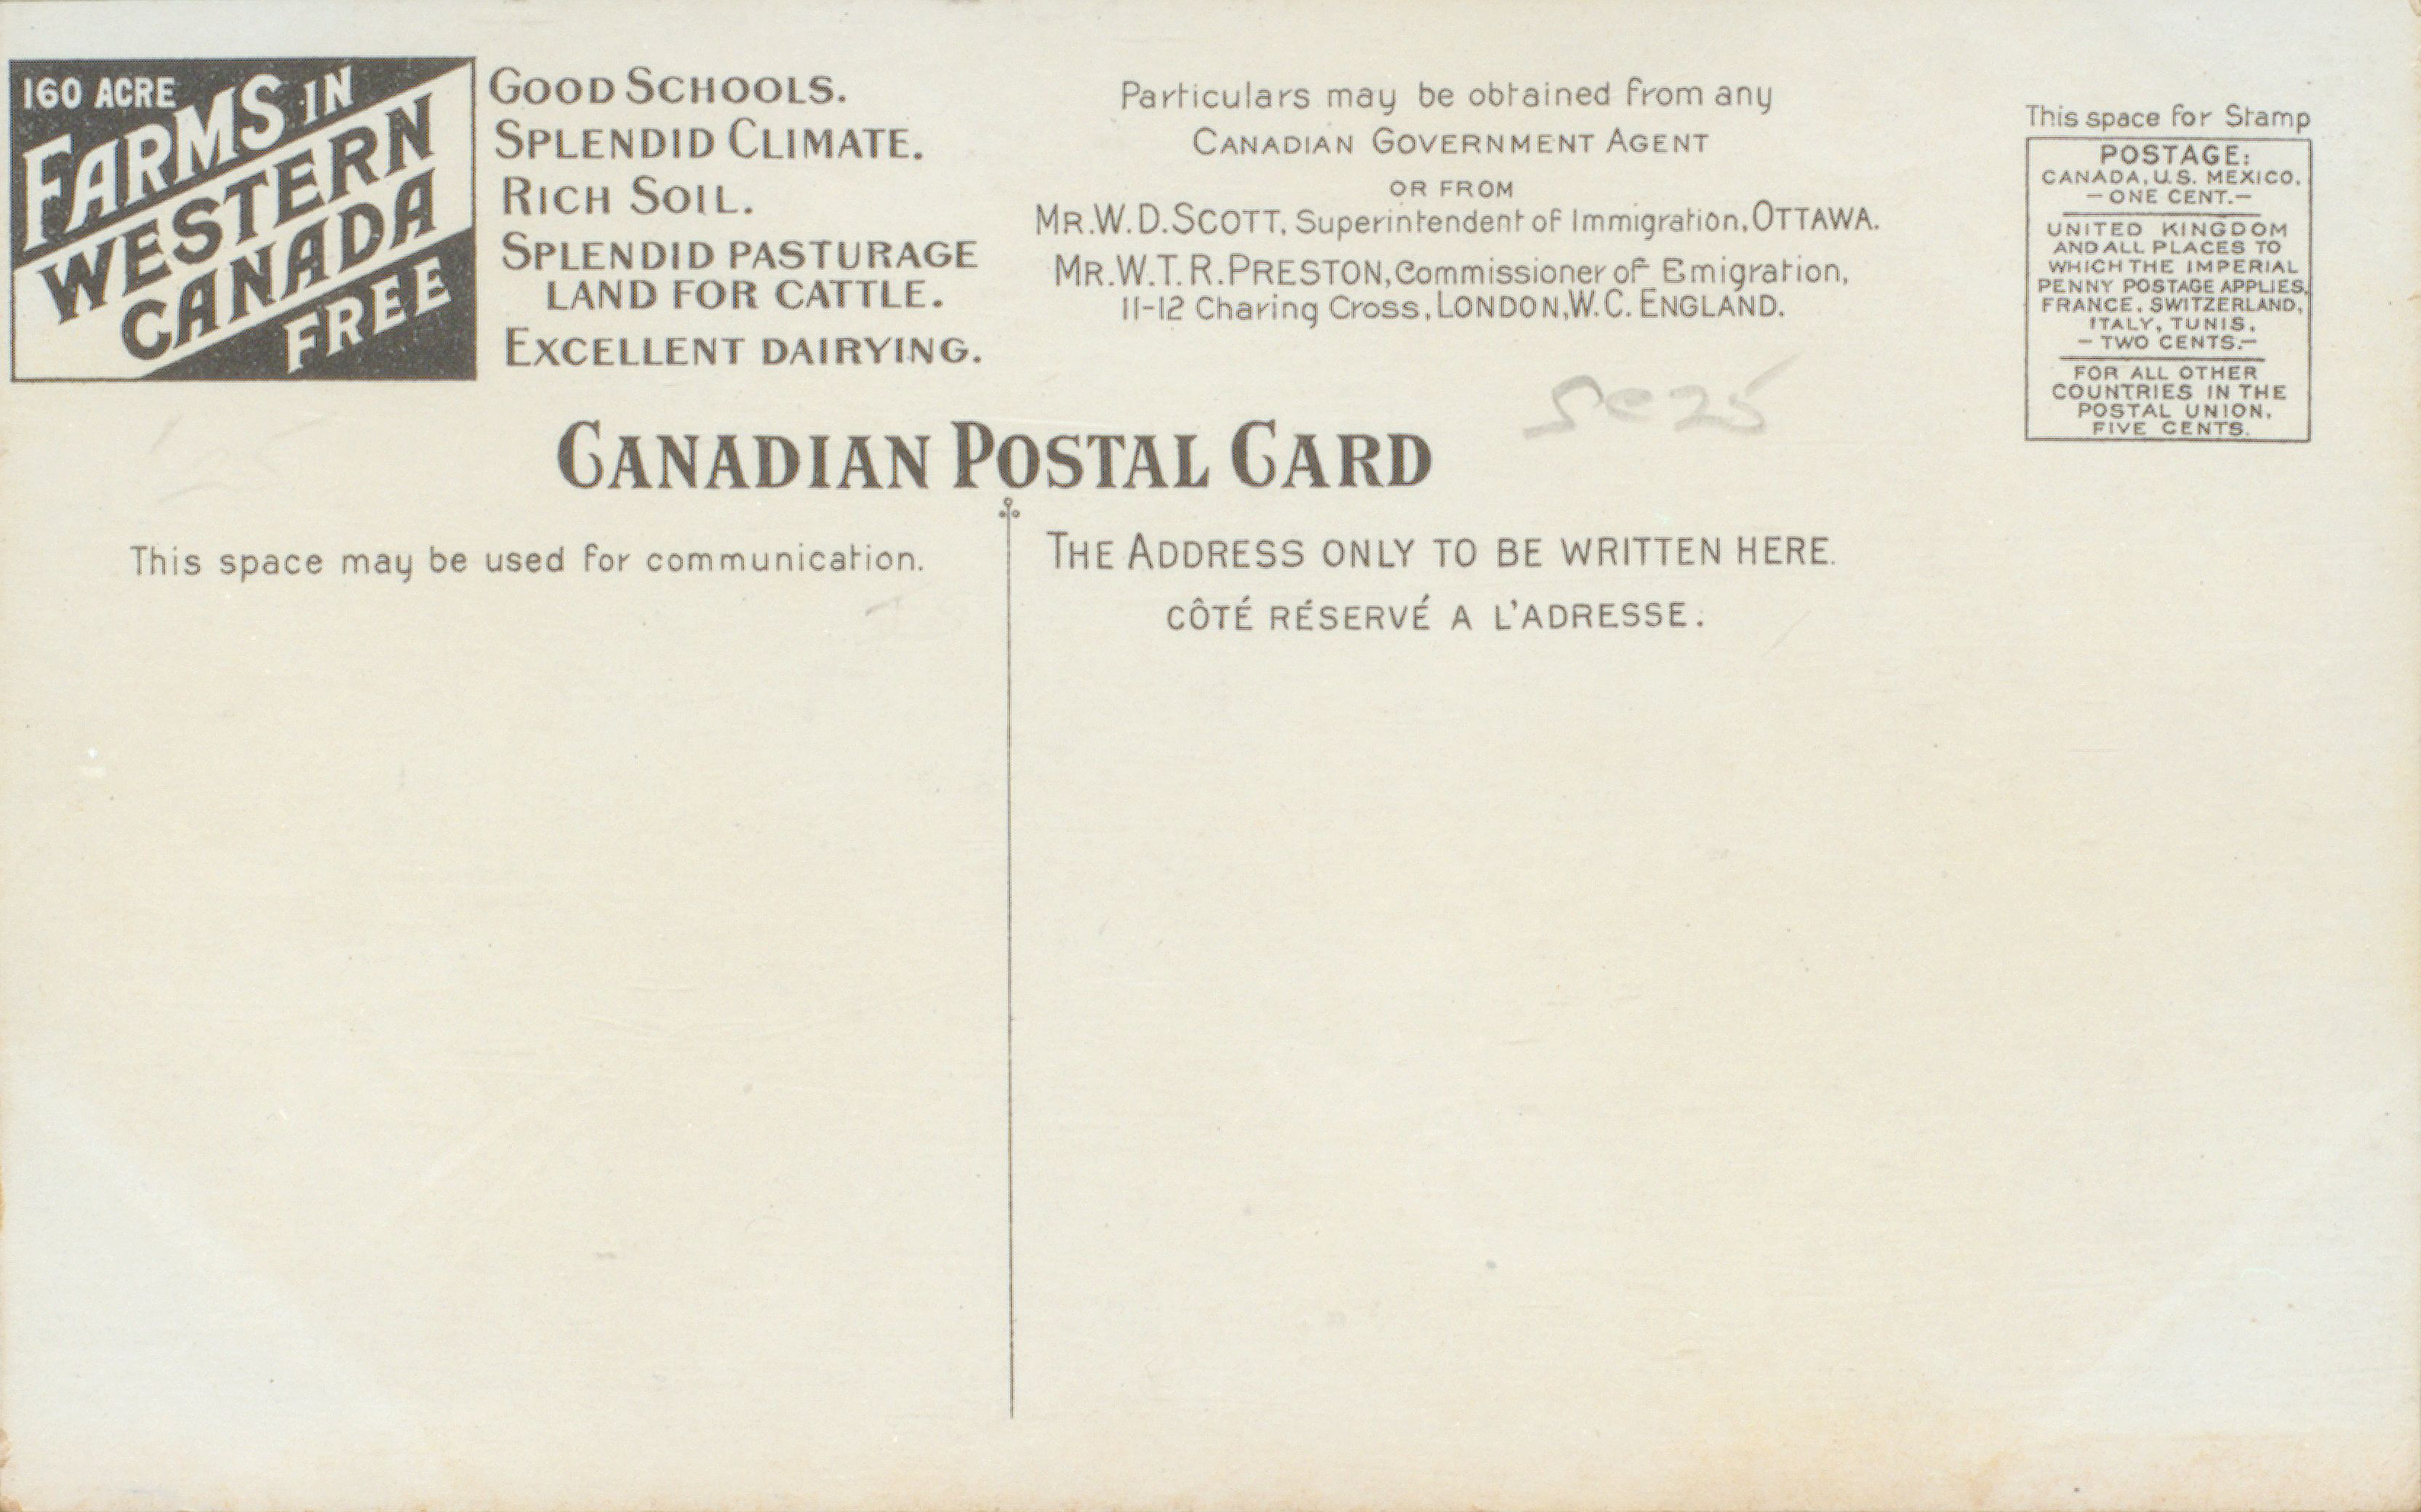 160 ACRE
FARMS IN
WESTERN
CANADA
FREE
GOOD SCHOOLS.
SPLENDID CLIMATE.
RICH SOIL.
SPLENDID PASTURAGE
LAND FOR CATTLE.
EXCELLENT DAIRYING.
Particulars may be obtained from any
CANADIAN GOVERNMENT AGENT
OR FROM
MR. W. D. SCOTT, Superintendent of Immigration, OTTAWA.
MR. W. T. R. PRESTON, Commissioner of Emigration,
11-12 Charing Cross, LONDON, W. C. ENGLAND.
This space for Stamp
POSTAGE:
CANADA, U.S. MEXICO.
— ONE CENT.—
UNITED KINGDOM
AND ALL PLACES TO
WHICH THE IMPERIAL
PENNY POSTAGE APPLIES,
FRANCE, SWITZERLAND,
ITALY, TUNIS,
— TWO CENTS.—
FOR ALL OTHER
COUNTRIES IN THE
POSTAL UNION,
FIVE CENTS.
CANADIAN POSTAL CARD
This space may be used for communication.
THE ADDRESS ONLY TO BE WRITTEN HERE.
CÔTÉ RÉSERVÉ A L'ADRESSE.